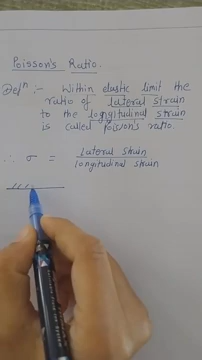 Poisson's Ratio.
Defⁿ :- Within elastic limit the
ratio of lateral strain
to the longitudinal strain
is called poision's ratio.
∴ σ = lateral strain
longitudinal strain